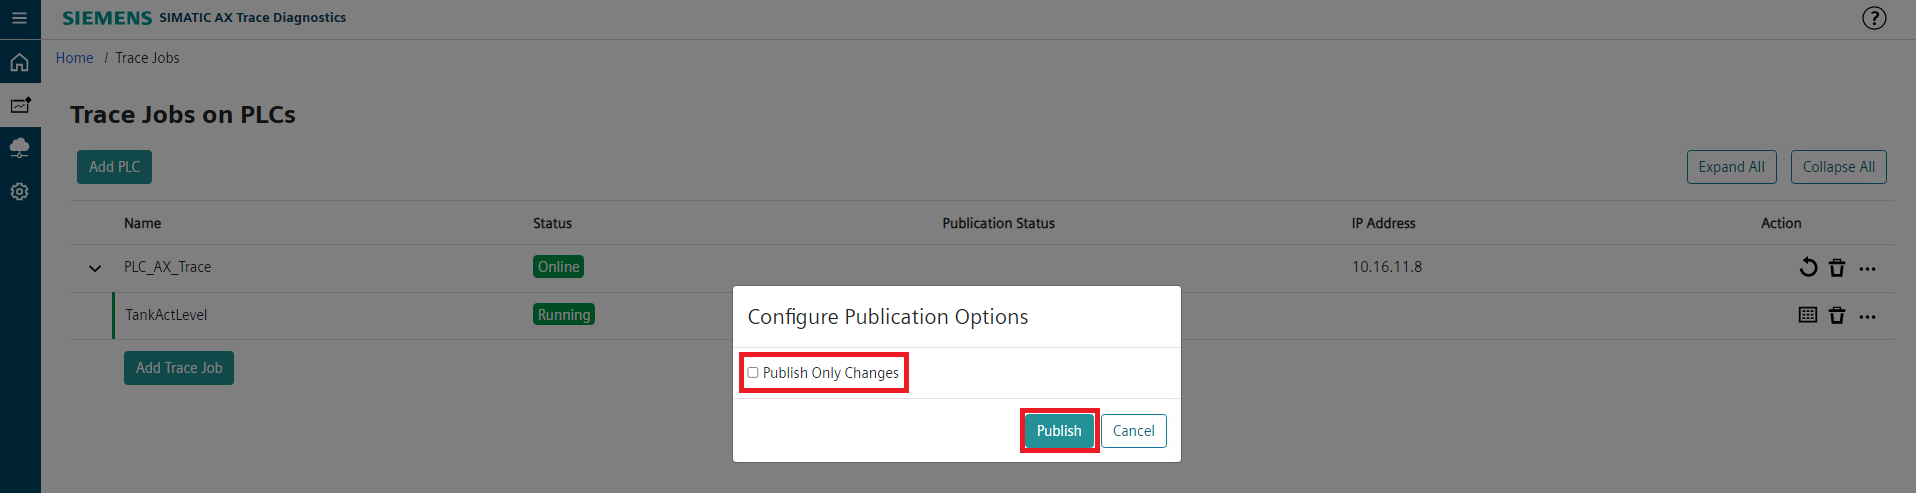 SIEMENS SIMATIC AX Trace Diagnostics ?
Home / Trace Jobs
Trace Jobs on PLCs
Add PLC Expand All Collapse All
Name Status Publication Status IP Address Action
PLC_AX_Trace Online 10.16.11.8
TankActLevel Running
Add Trace Job
Configure Publication Options
Publish Only Changes
Publish Cancel